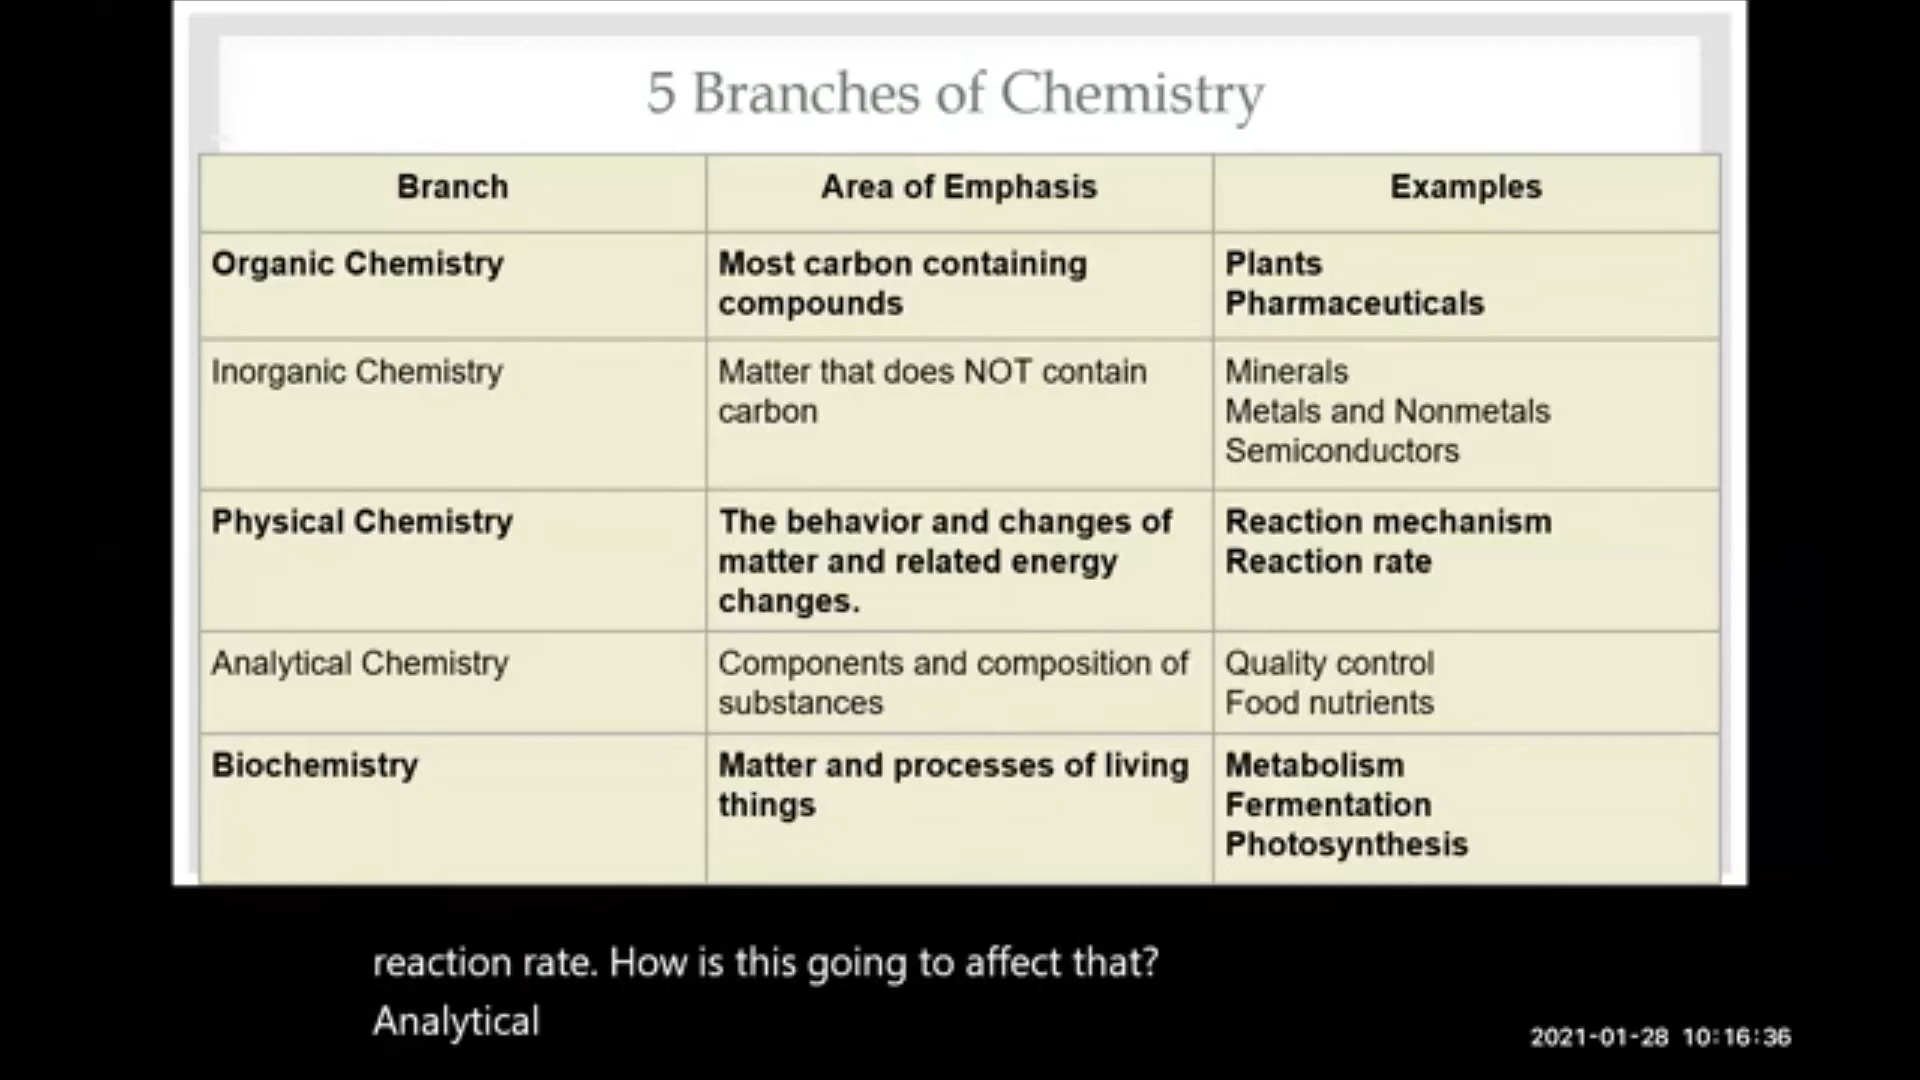 5 Branches of Chemistry
Branch
Area of Emphasis
Examples
Organic Chemistry
Most carbon containing
compounds
Plants
Pharmaceuticals
Inorganic Chemistry
Matter that does NOT contain
carbon
Minerals
Metals and Nonmetals
Semiconductors
Physical Chemistry
The behavior and changes of
matter and related energy
changes.
Reaction mechanism
Reaction rate
Analytical Chemistry
Components and composition of
substances
Quality control
Food nutrients
Biochemistry
Matter and processes of living
things
Metabolism
Fermentation
Photosynthesis
reaction rate. How is this going to affect that?
Analytical
2021-01-28 10:16:36